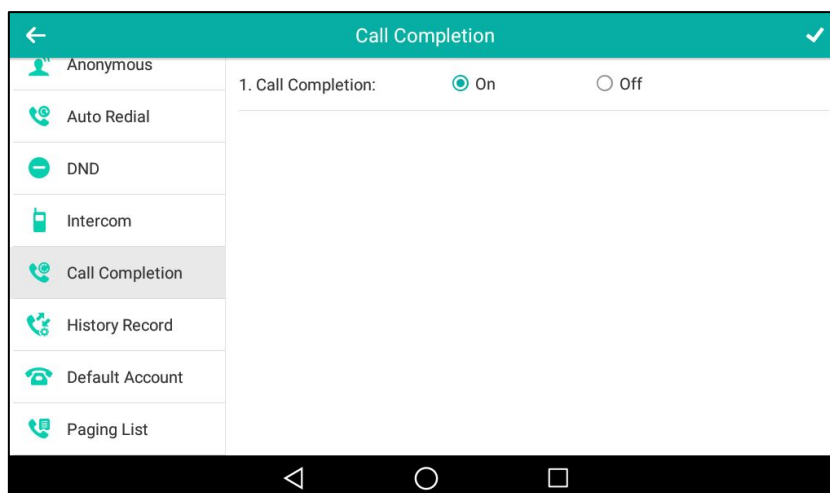 Call Completion
Anonymous
1. Call Completion: On Off
Auto Redial
DND
Intercom
Call Completion
History Record
Default Account
Paging List